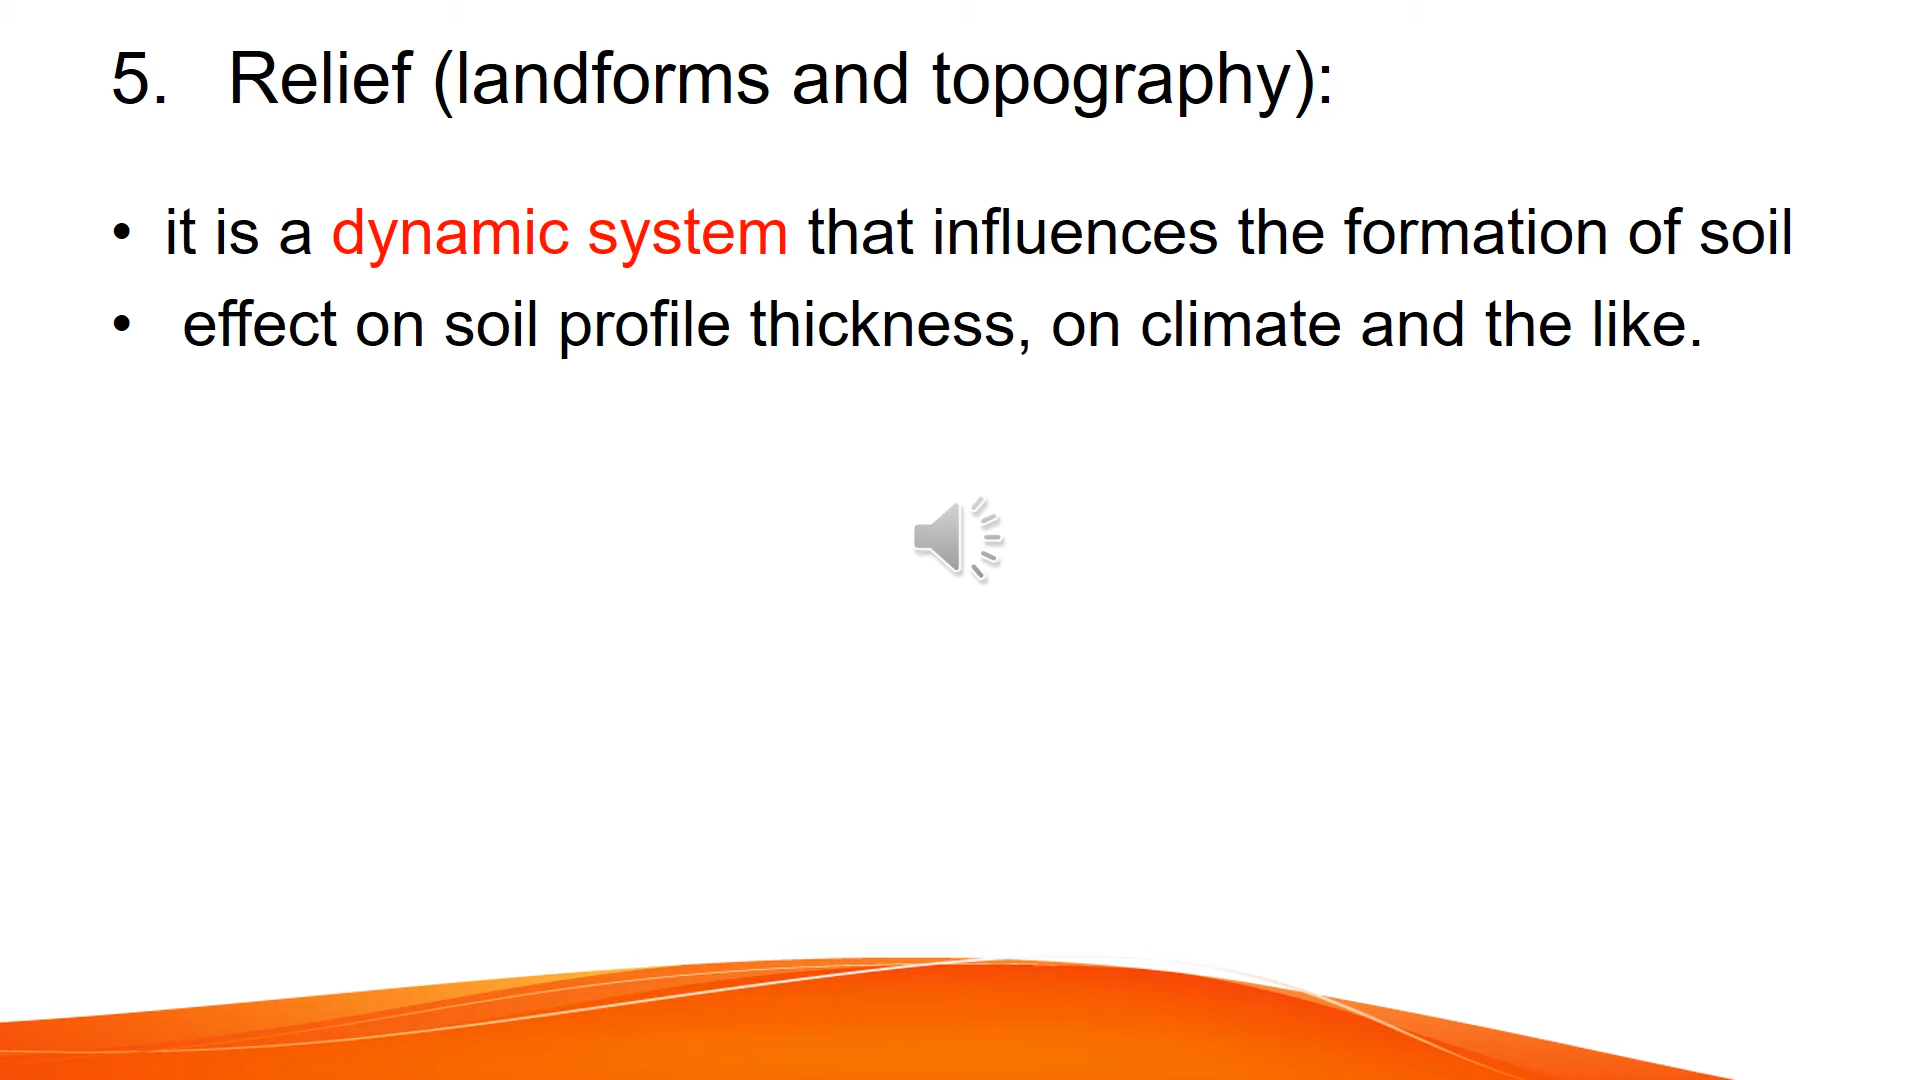 5. Relief (landforms and topography):
• it is a dynamic system that influences the formation of soil
• effect on soil profile thickness, on climate and the like.